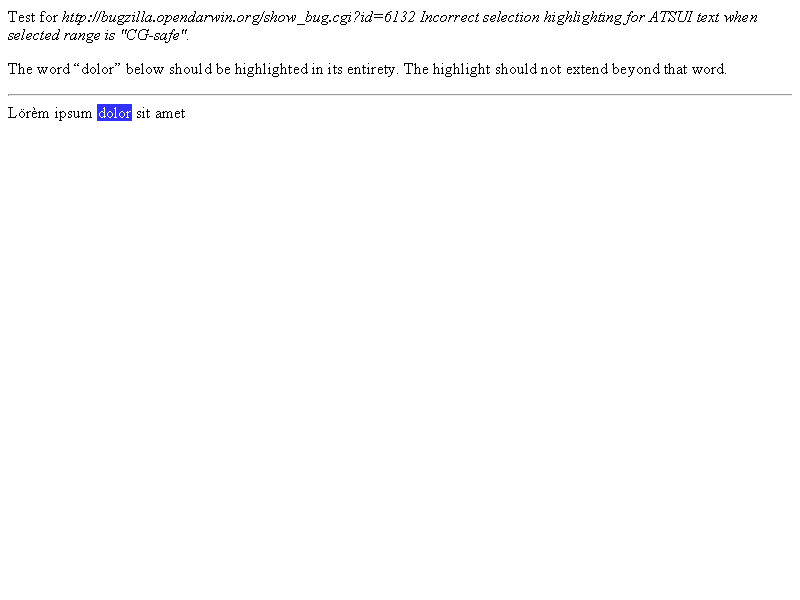 Test for http://bugzilla.opendarwin.org/show_bug.cgi?id=6132 Incorrect selection highlighting for ATSUI text when
selected range is "CG-safe".
The word “dolor” below should be highlighted in its entirety. The highlight should not extend beyond that word.
Lörèm ipsum dolor sit amet